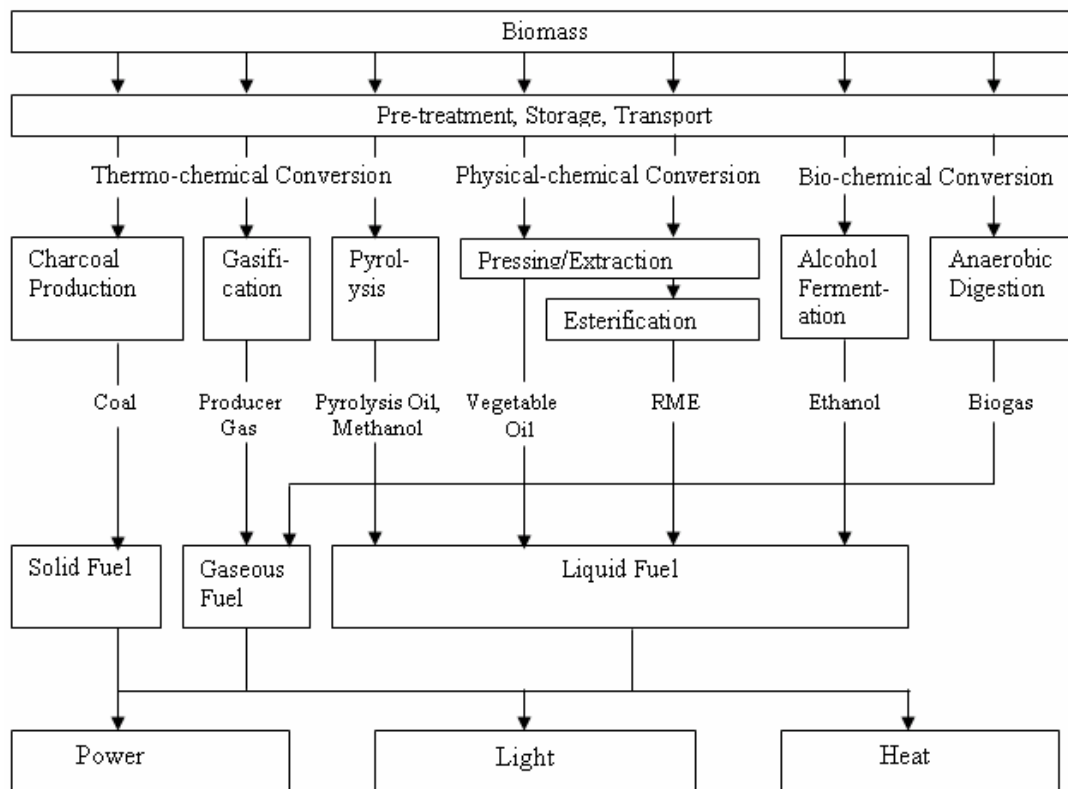 Biomass
Pre-treatment, Storage, Transport
Thermo-chemical Conversion
Physical-chemical Conversion
Bio-chemical Conversion
Charcoal
Production
Gasifi-
cation
Pyrol-
ysis
Pressing/Extraction
Esterification
Alcohol
Ferment-
ation
Anaerobic
Digestion
Coal
Producer
Gas
Pyrolysis Oil,
Methanol
Vegetable
Oil
RME
Ethanol
Biogas
Solid Fuel
Gaseous
Fuel
Liquid Fuel
Power
Light
Heat